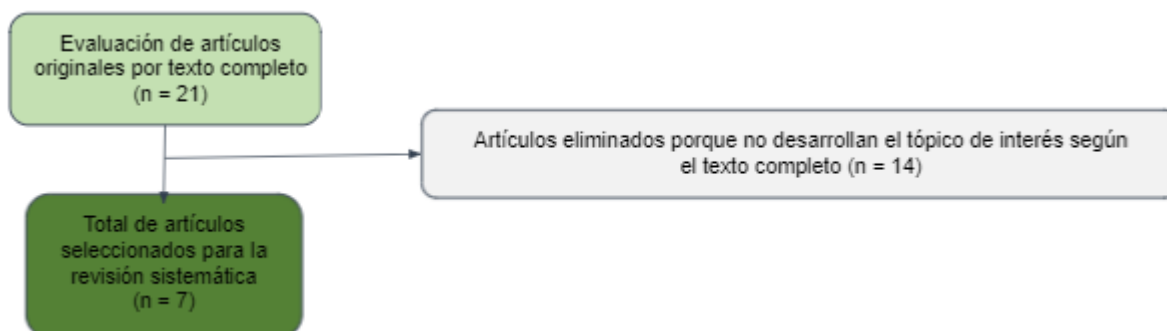 Evaluación de artículos
originales por texto completo
(n = 21)
Artículos eliminados porque no desarrollan el tópico de interés según
el texto completo (n = 14)
Total de artículos
seleccionados para la
revisión sistemática
(n = 7)